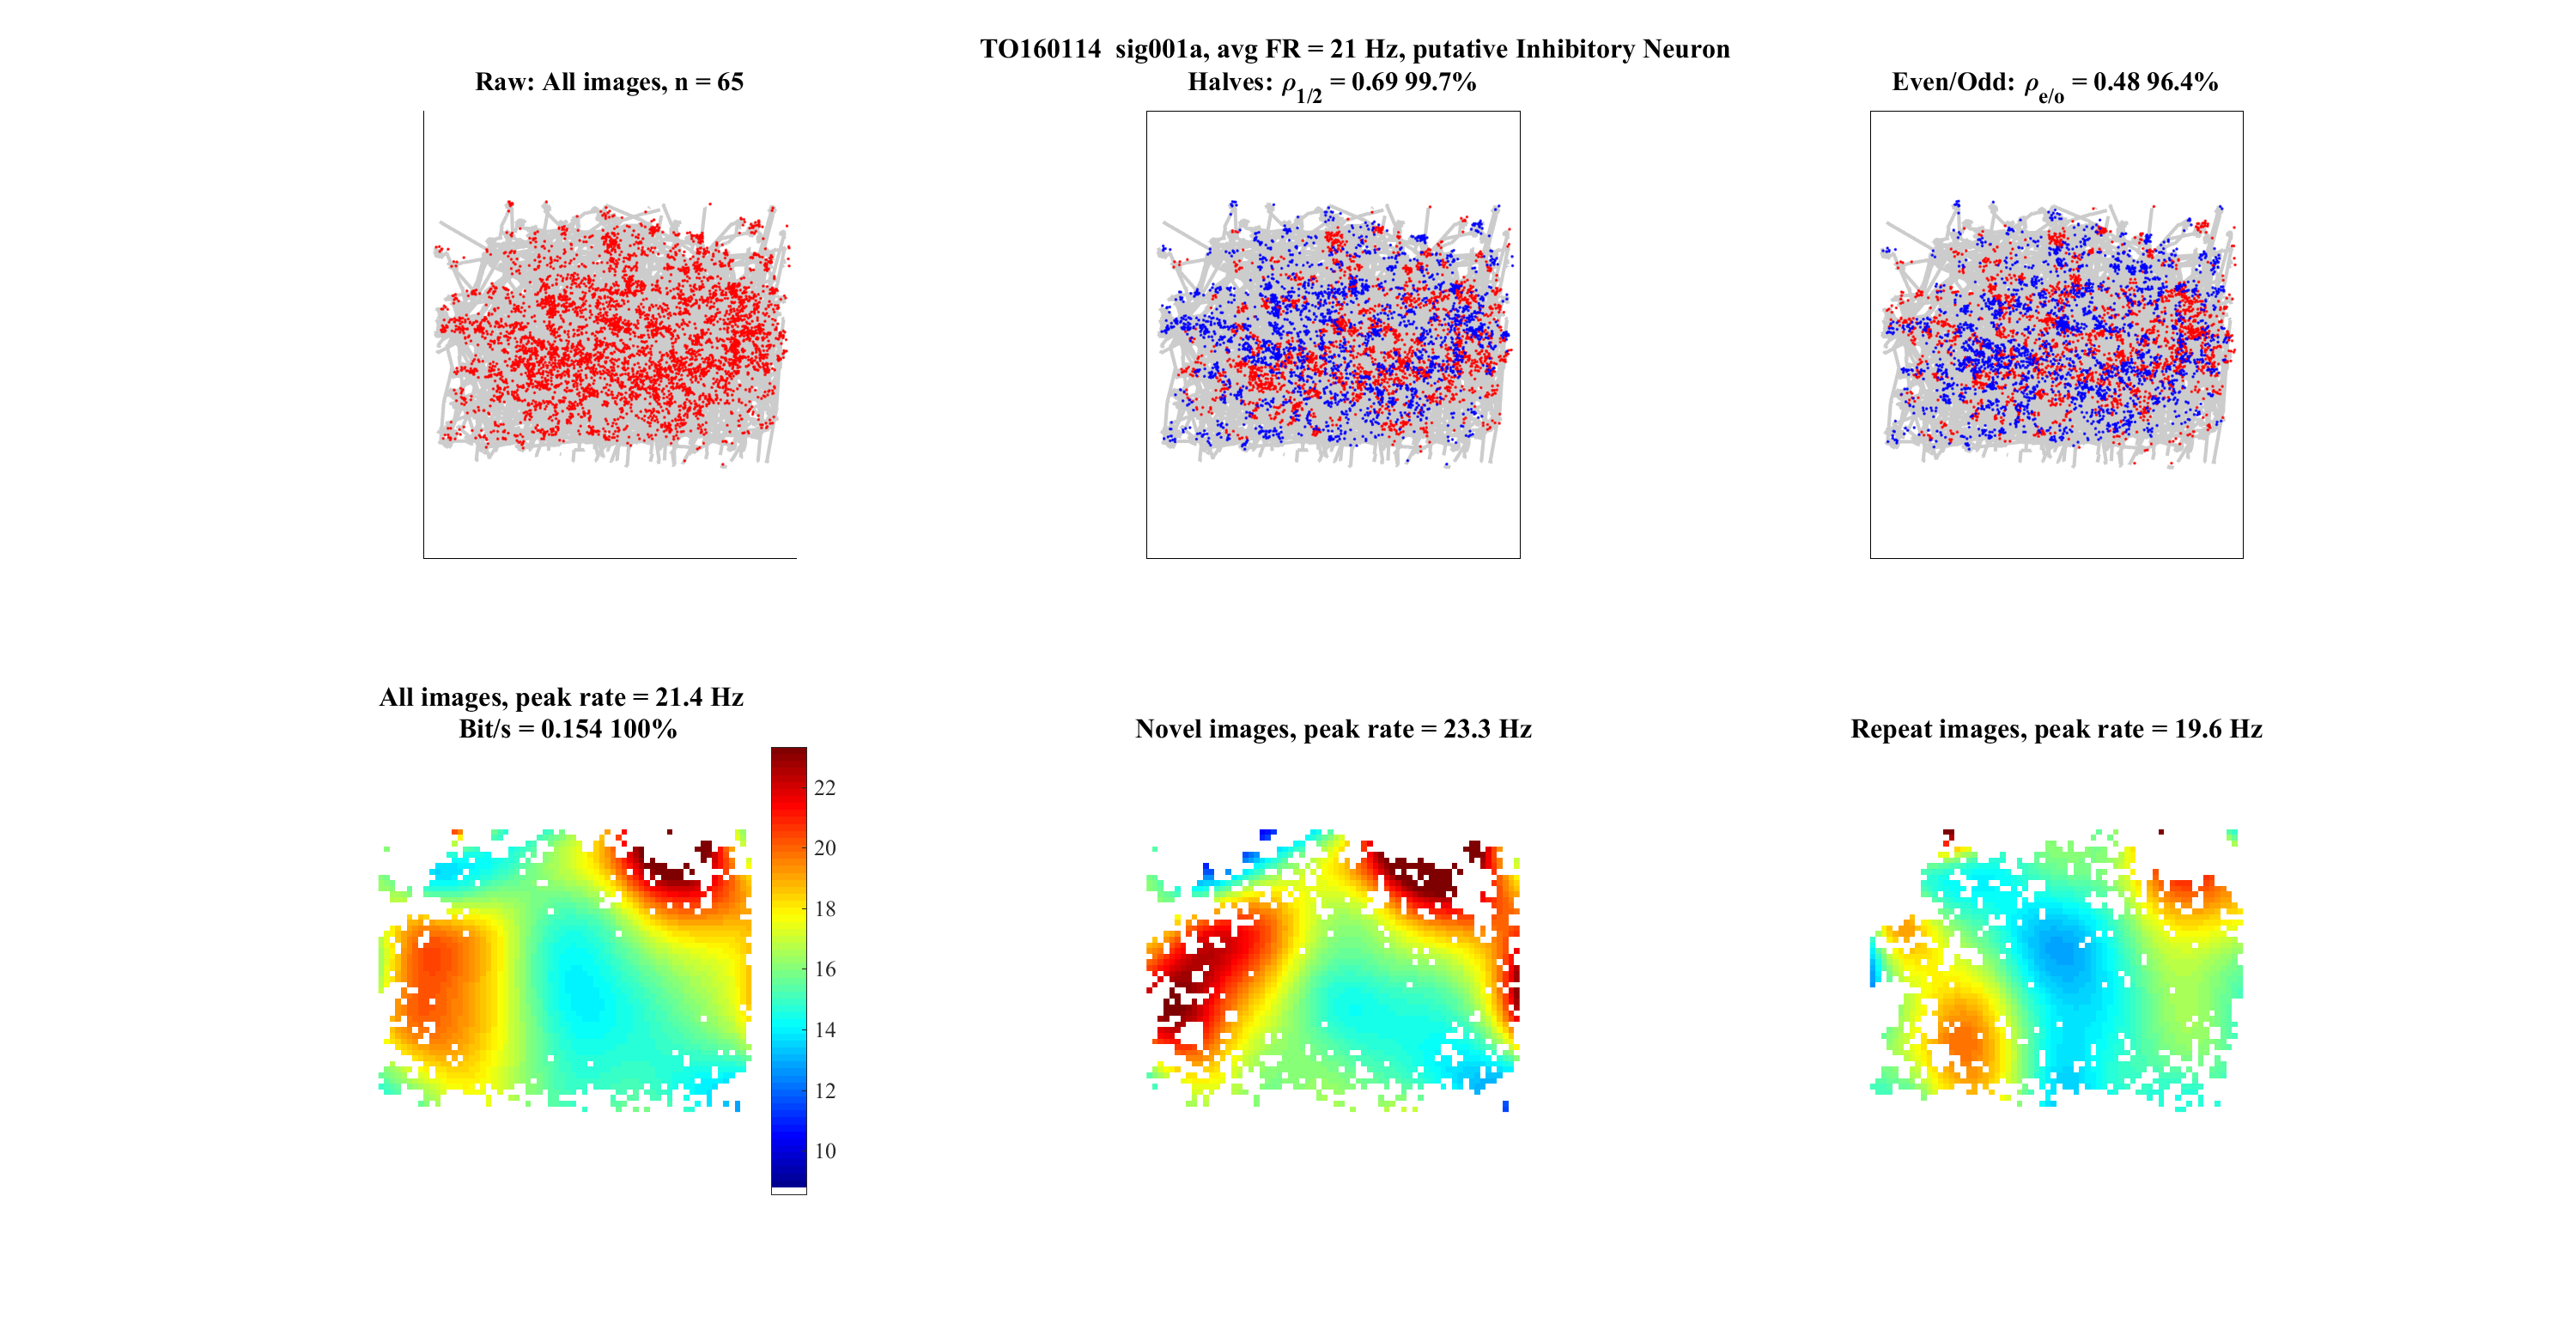 TO160114  sig001a, avg FR = 21 Hz, putative Inhibitory Neuron
Raw: All images, n = 65
Halves: ρ1/2 = 0.69 99.7%
Even/Odd: ρe/o = 0.48 96.4%
All images, peak rate = 21.4 Hz
Bit/s = 0.154 100%
Novel images, peak rate = 23.3 Hz
Repeat images, peak rate = 19.6 Hz
22
20
18
16
14
12
10